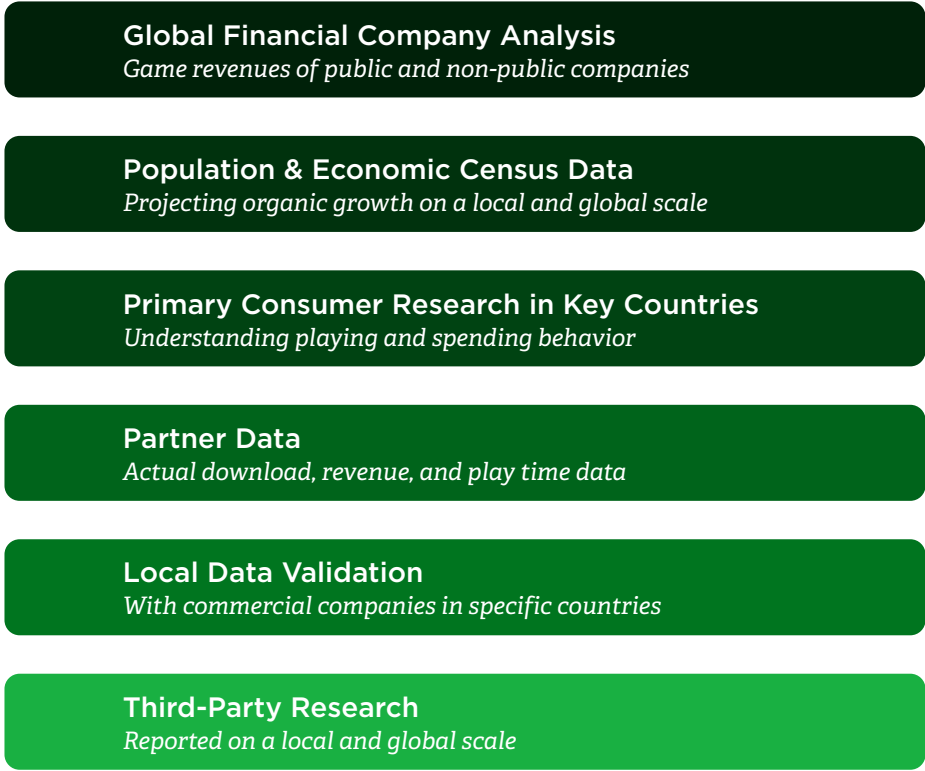 Global Financial Company Analysis
Game revenues of public and non-public companies
Population & Economic Census Data
Projecting organic growth on a local and global scale
Primary Consumer Research in Key Countries
Understanding playing and spending behavior
Partner Data
Actual download, revenue, and play time data
Local Data Validation
With commercial companies in specific countries
Third-Party Research
Reported on a local and global scale